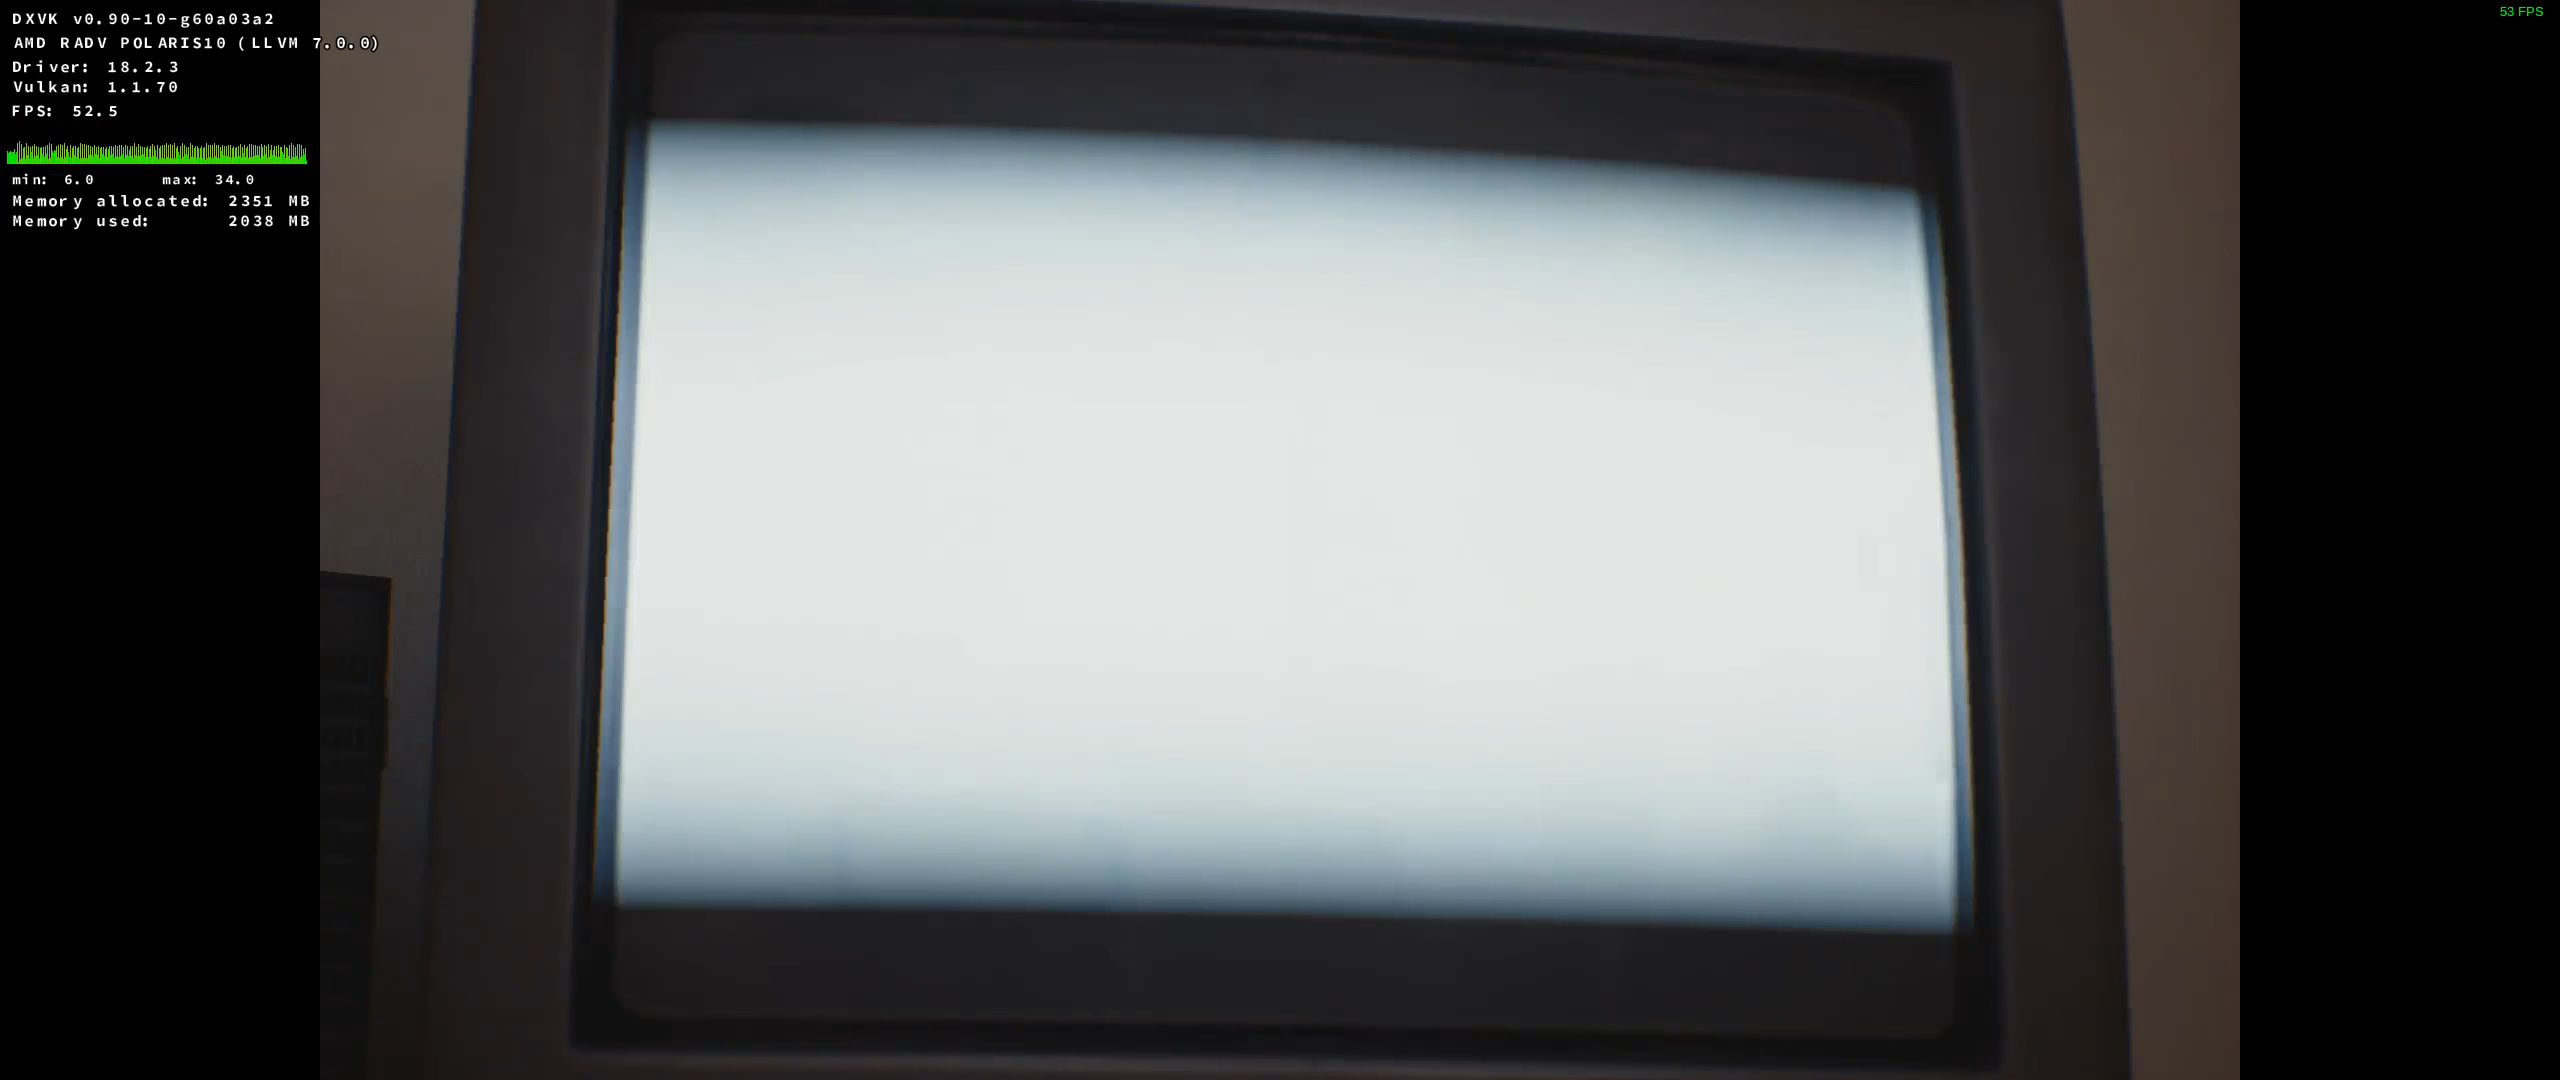 DXVK v0.90-10-g60a03a2
AMD RADV POLARIS10 (LLVM 7.0.0)
Driver: 18.2.3
Vulkan: 1.1.70
FPS: 52.5
min: 6.0 max: 34.0
Memory allocated: 2351 MB
Memory used: 2038 MB
53 FPS